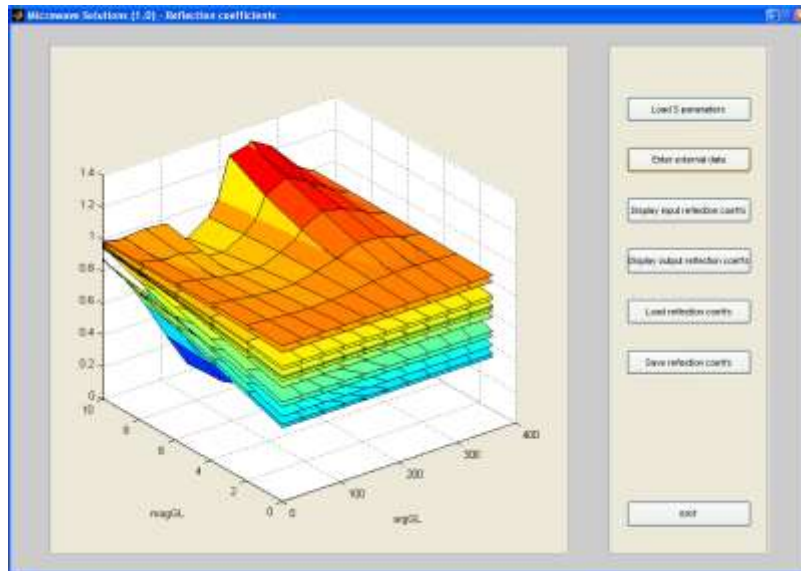 Microwave Solutions (1.0) - Reflection coefficients
Load S parameters
Enter external data
Display input reflection coeffs
Display output reflection coeffs
Load reflection coeffs
Save reflection coeffs
EXIT
1.4
1.2
1
0.8
0.6
0.4
0.2
0
10
8
6
4
2
0
0
100
200
300
400
magGL
argGL